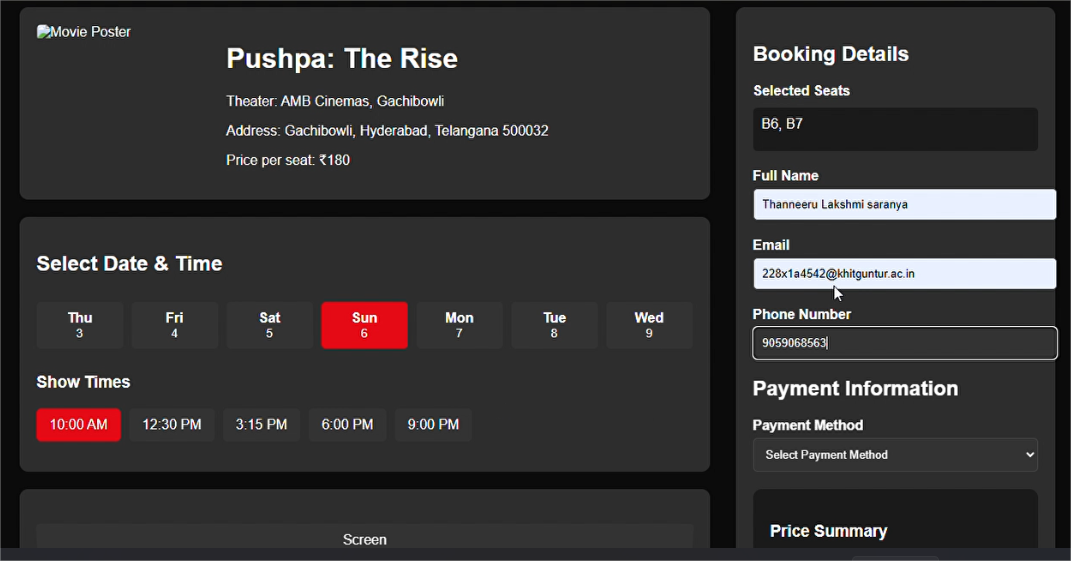 Movie Poster
Pushpa: The Rise
Theater: AMB Cinemas, Gachibowli
Address: Gachibowli, Hyderabad, Telangana 500032
Price per seat: ₹180
Select Date & Time
Thu Fri Sat Sun Mon Tue Wed
3 4 5 6 7 8 9
Show Times
10:00 AM 12:30 PM 3:15 PM 6:00 PM 9:00 PM
Screen
Booking Details
Selected Seats
B6, B7
Full Name
Thanneeru Lakshmi saranya
Email
228x1a4542@khitguntur.ac.in
Phone Number
9059068563
Payment Information
Payment Method
Select Payment Method
Price Summary